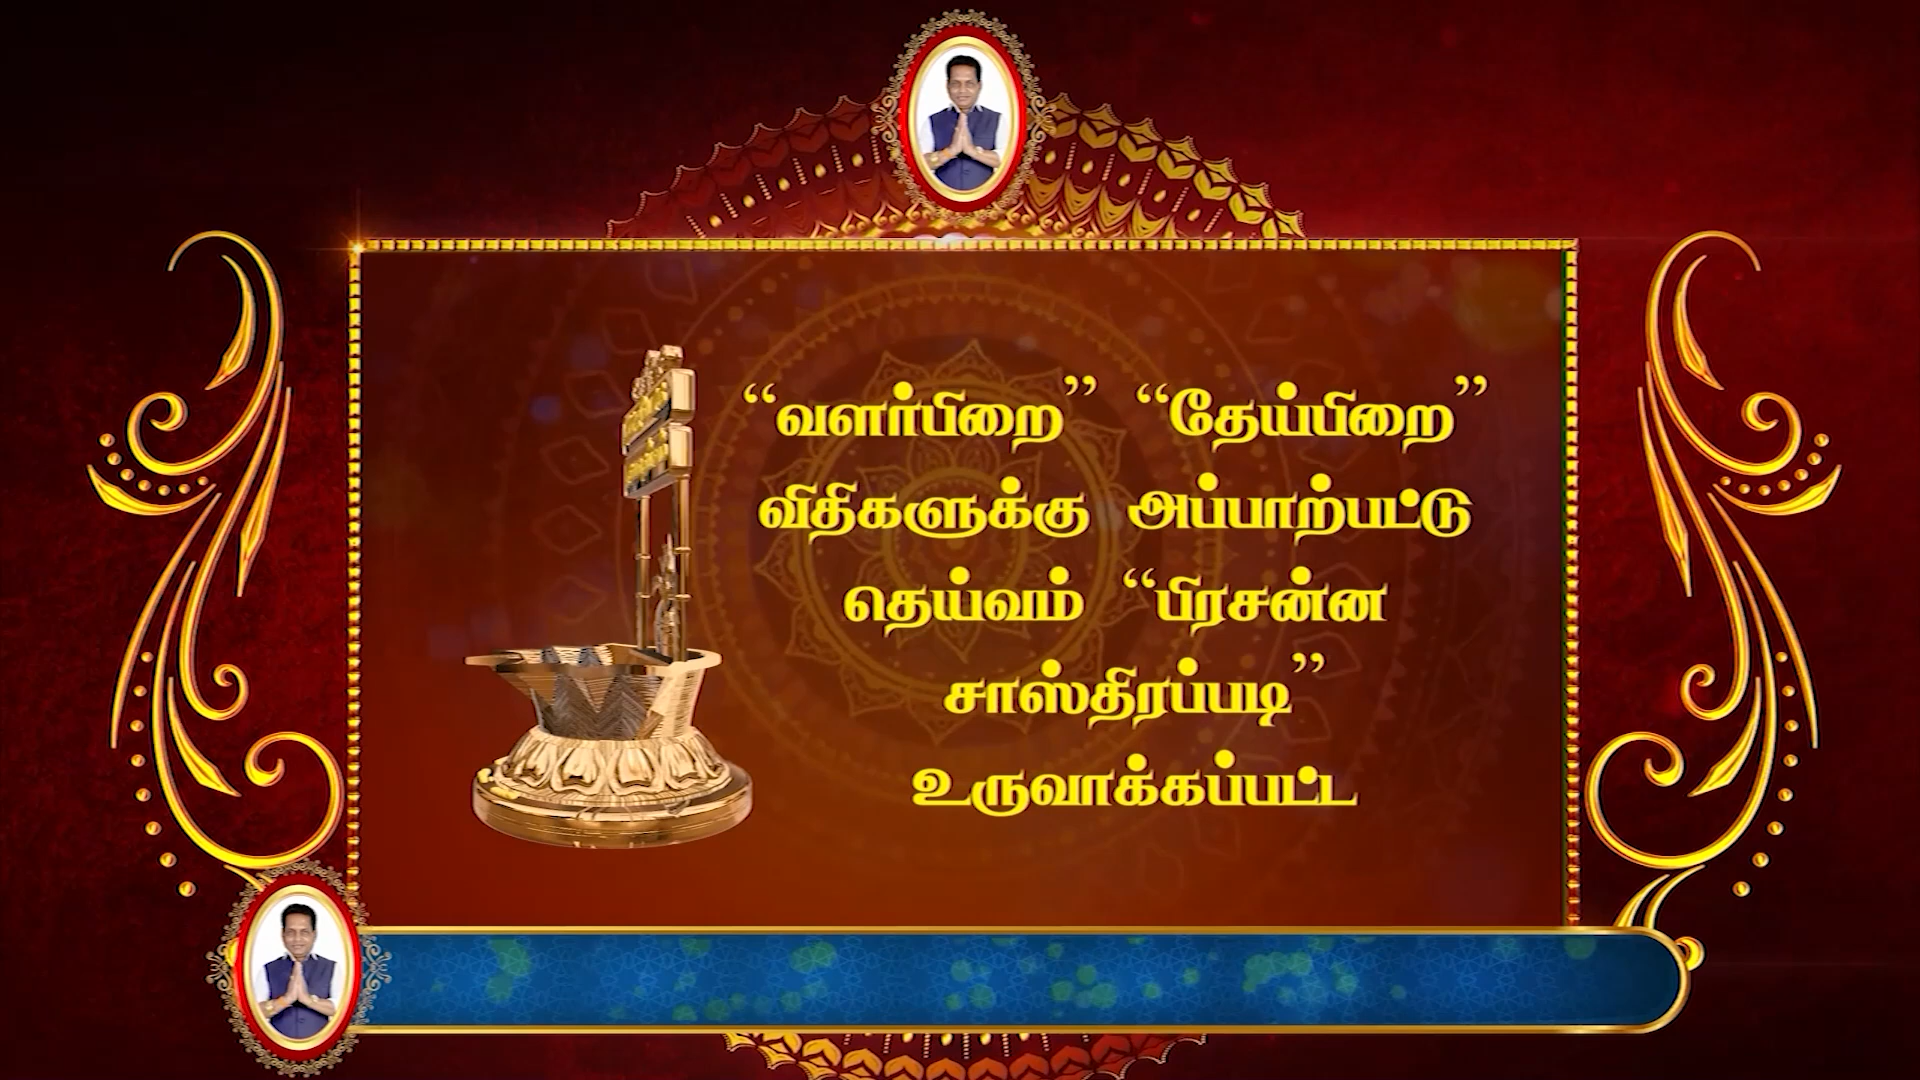 “வளர்பிறை” “தேய்பிறை”
விதிகளுக்கு அப்பாற்பட்டு
தெய்வம் “பிரசன்ன
சாஸ்திரப்படி”
உருவாக்கப்பட்ட